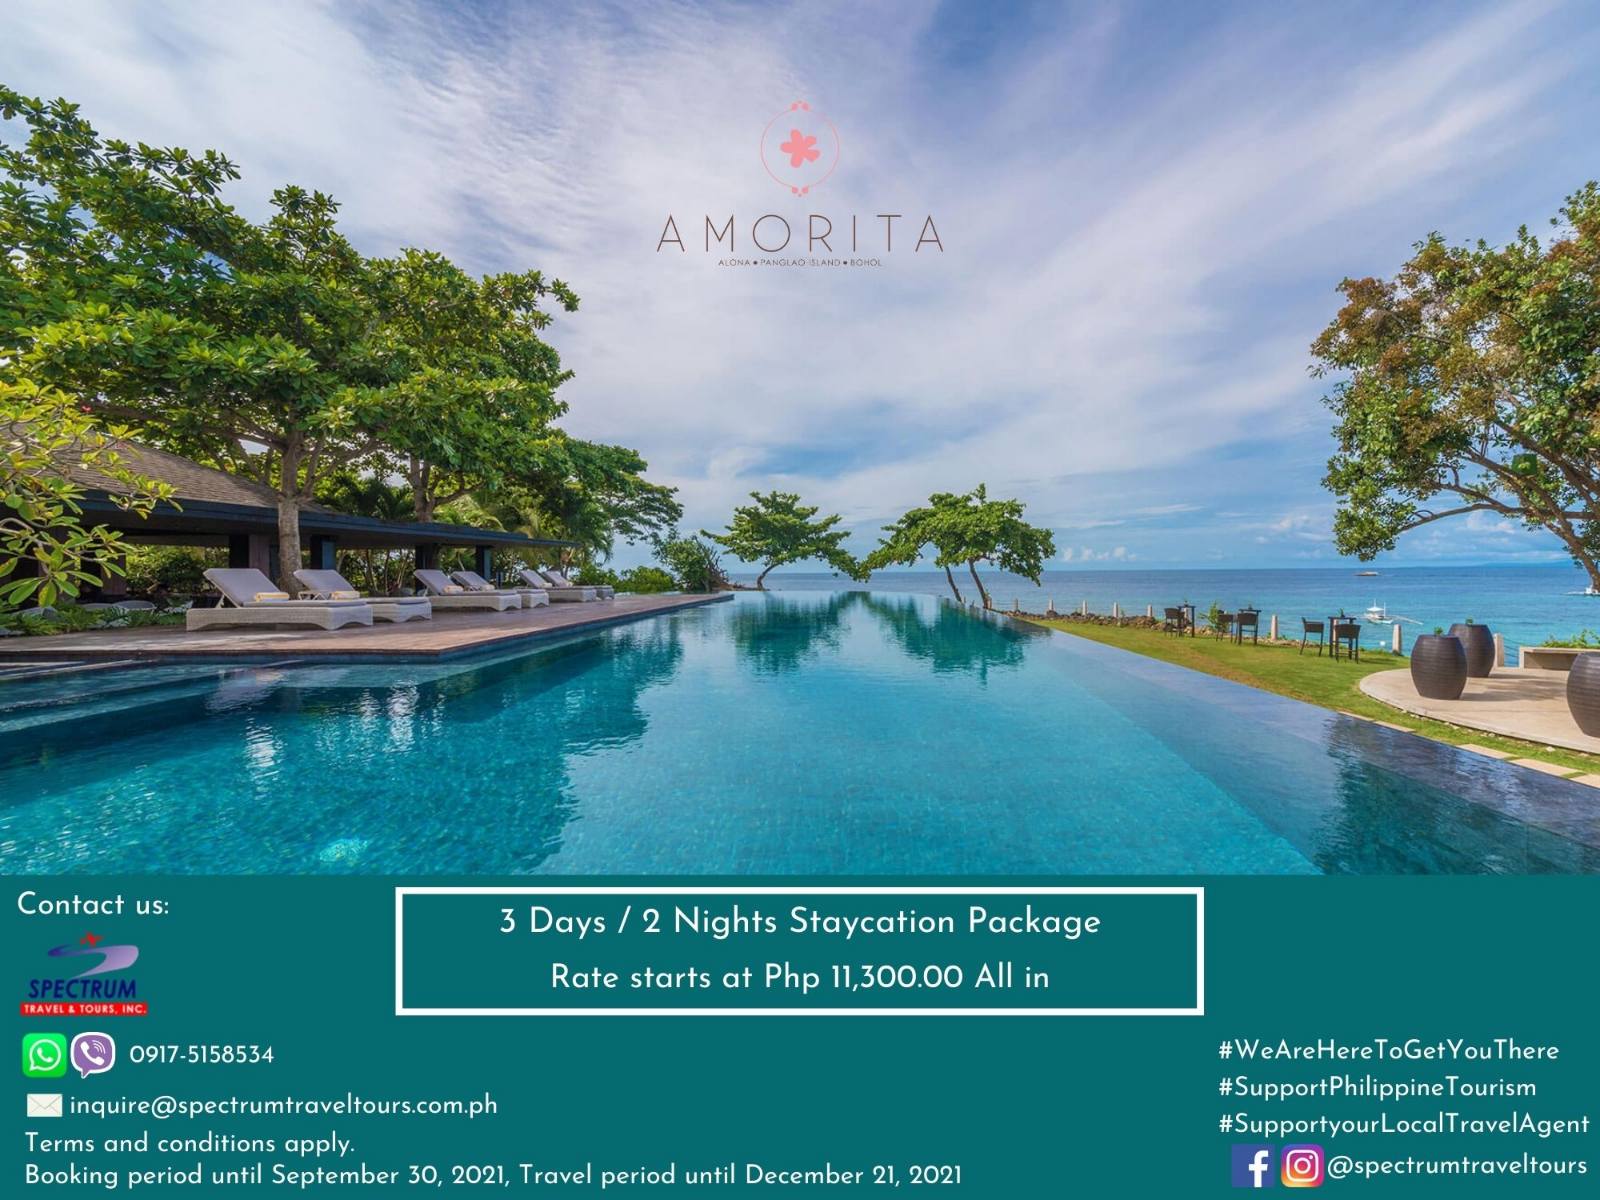 AMORITA
ALONA • PANGLAO ISLAND • BOHOL
Contact us:
SPECTRUM
TRAVEL & TOURS, INC.
0917-5158534
inquire@spectrumtraveltours.com.ph
Terms and conditions apply.
Booking period until September 30, 2021, Travel period until December 21, 2021
3 Days / 2 Nights Staycation Package
Rate starts at Php 11,300.00 All in
#WeAreHereToGetYouThere
#SupportPhilippineTourism
#SupportyourLocalTravelAgent
@spectrumtraveltours